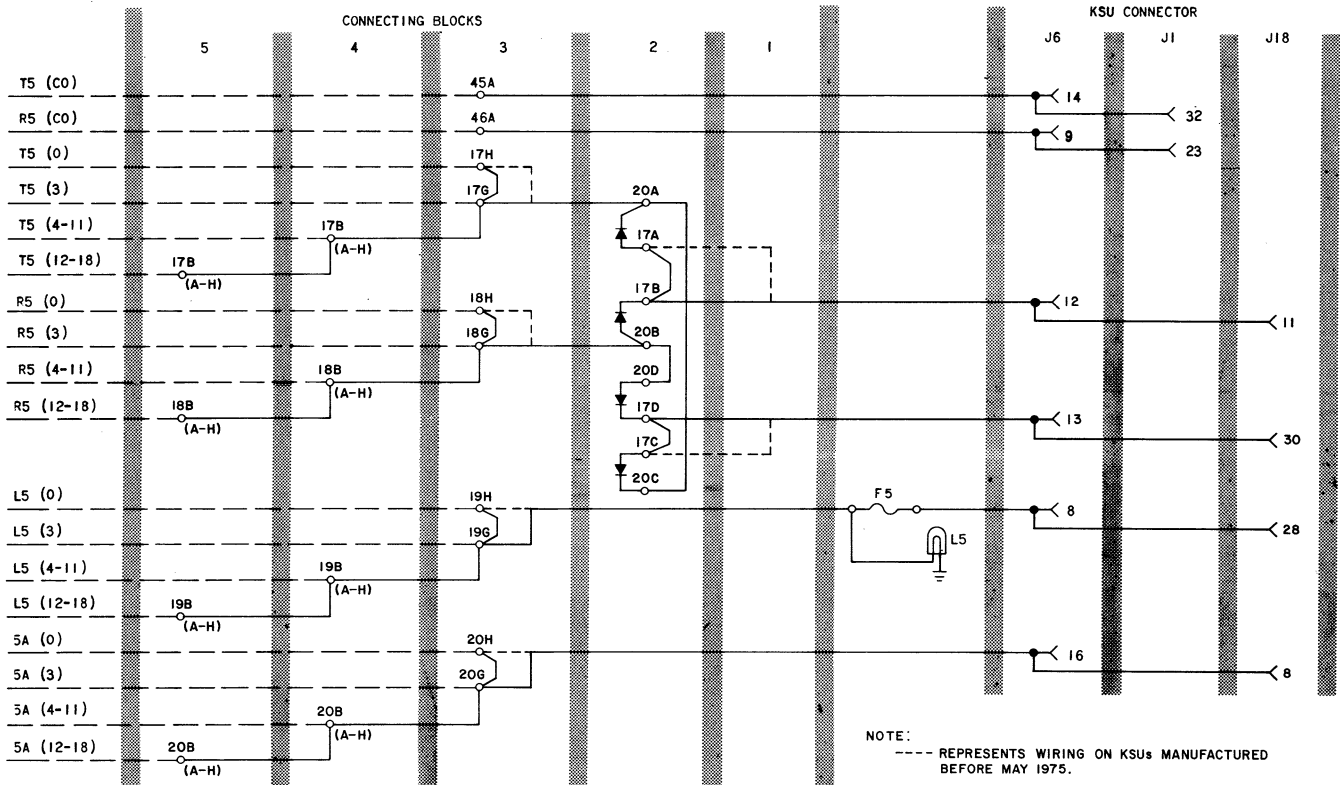 CONNECTING BLOCKS
KSU CONNECTOR
5 4 3 2 1 J6 J1 J18
T5 (CO) 45A 14
32
R5 (CO) 46A 9
23
T5 (0) 17H
T5 (3) 17G 20A
T5 (4-11) 17B
(A-H)
17A
T5 (12-18) 17B
(A-H)
R5 (0) 18H 17B 12
11
R5 (3) 18G 20B
R5 (4-11) 18B
(A-H)
20D
R5 (12-18) 18B
(A-H)
17D 13
30
17C
20C
L5 (0) 19H F5 8
28
L5 (3) 19G L5
L5 (4-11) 19B
(A-H)
L5 (12-18) 19B
(A-H)
5A (0) 20H 16
8
5A (3) 20G
5A (4-11) 20B
(A-H)
5A (12-18) 20B
(A-H)
NOTE:
---- REPRESENTS WIRING ON KSUs MANUFACTURED
BEFORE MAY 1975.